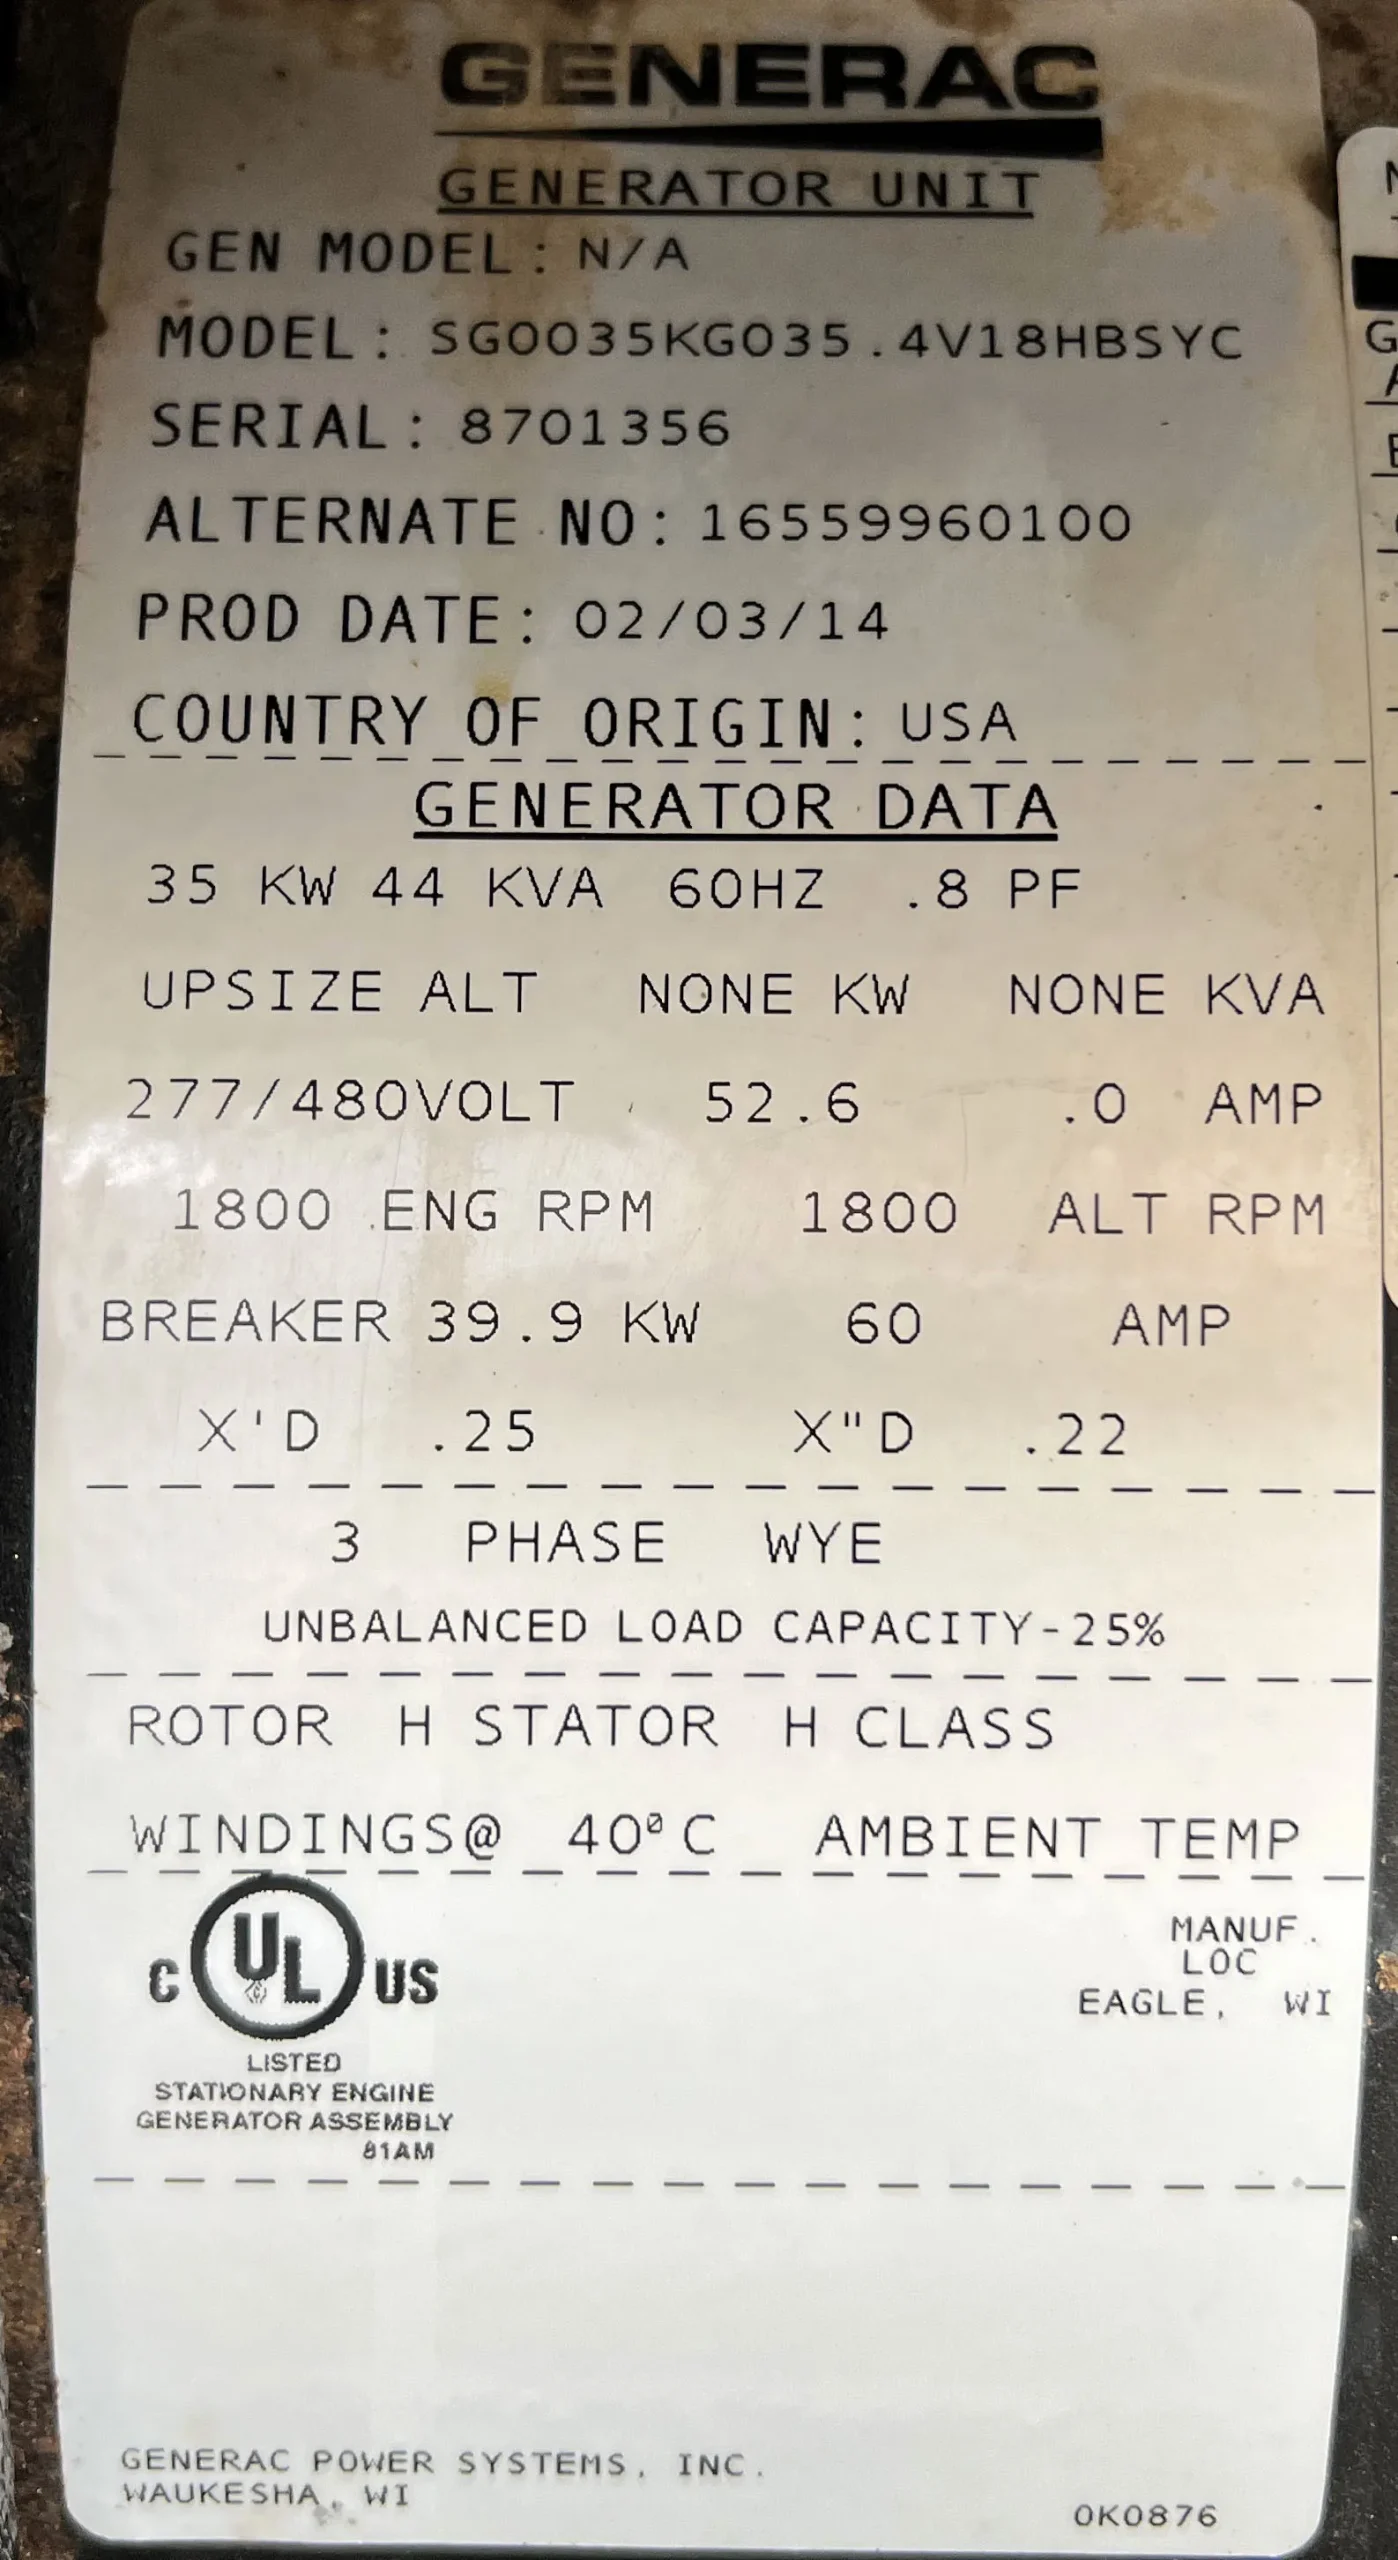 GENERAC
GENERATOR UNIT
GEN MODEL: N/A
MODEL: SG0035KG035.4V18HBSYC
SERIAL: 8701356
ALTERNATE NO: 16559960100
PROD DATE: 02/03/14
COUNTRY OF ORIGIN: USA
GENERATOR DATA
35 KW 44 KVA 60HZ .8 PF
UPSIZE ALT NONE KW NONE KVA
277/480VOLT 52.6 .0 AMP
1800 ENG RPM 1800 ALT RPM
BREAKER 39.9 KW 60 AMP
X'D .25 X"D .22
3 PHASE WYE
UNBALANCED LOAD CAPACITY-25%
ROTOR H STATOR H CLASS
WINDINGS@ 40°C AMBIENT TEMP
C UL US
LISTED
STATIONARY ENGINE
GENERATOR ASSEMBLY
81AM
MANUF.
LOC
EAGLE, WI
GENERAC POWER SYSTEMS, INC.
WAUKESHA, WI
0K0876